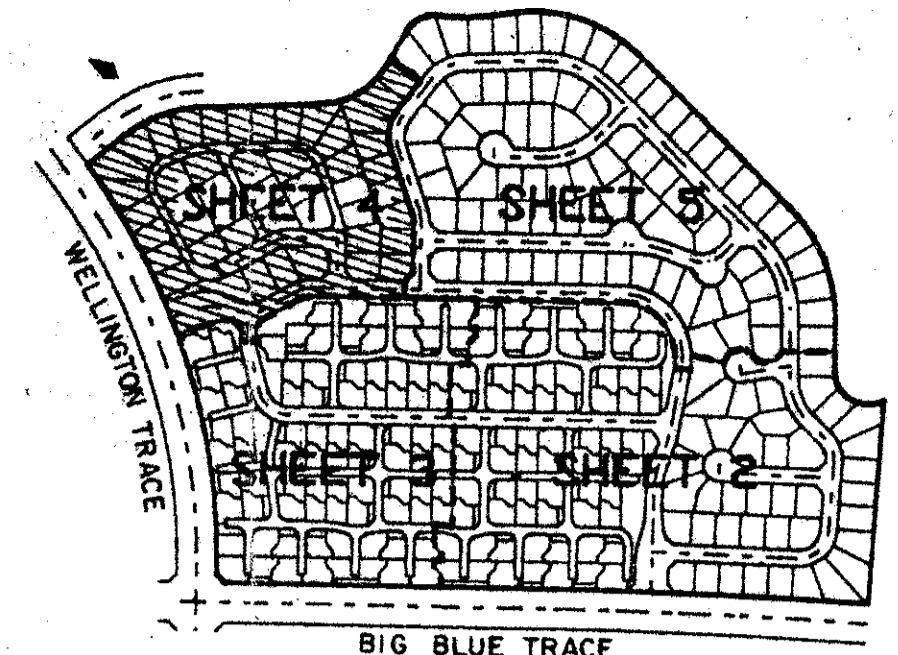 SHEET 4
SHEET 5
WELLINGTON TRACE
SHEET 3
SHEET 2
BIG BLUE TRACE